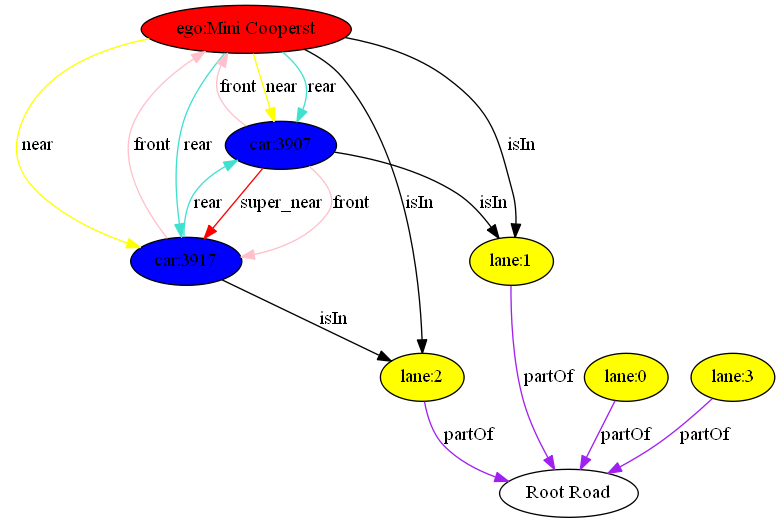 ego:Mini Cooperst
front
near
rear
near
front
rear
car:3907
isIn
rear
super_near
front
isIn
isIn
car:3917
lane:1
isIn
lane:2
partOf
lane:0
lane:3
partOf
partOf
partOf
Root Road